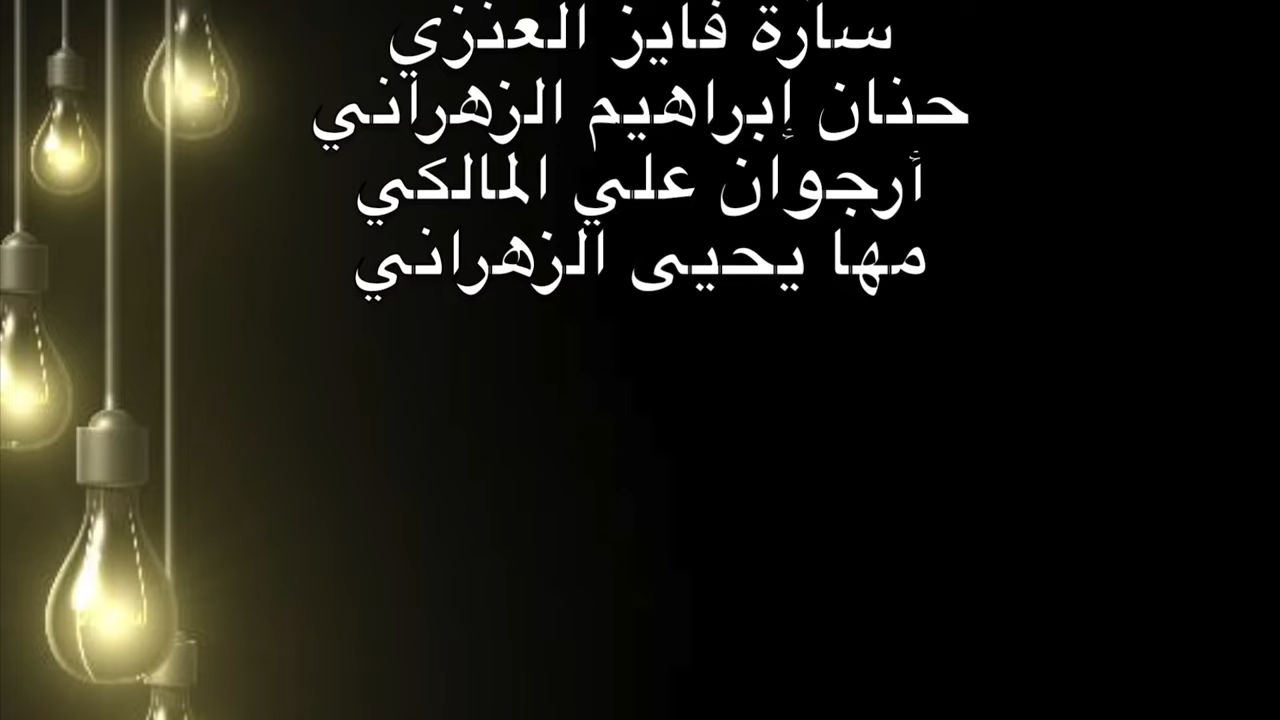 سارة فايز العنزي
حنان إبراهيم الزهراني
أرجوان علي المالكي
مها يحيى الزهراني